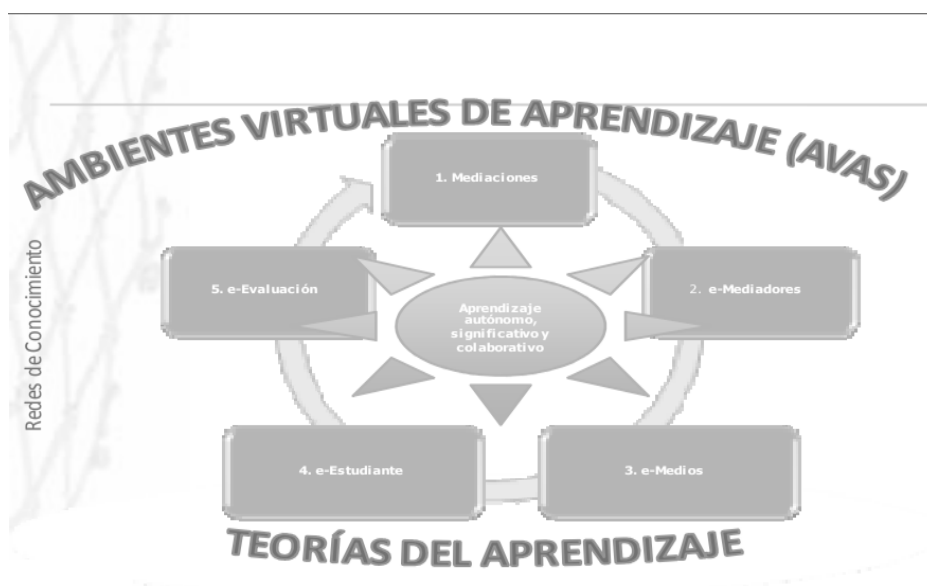 AMBIENTES VIRTUALES DE APRENDIZAJE (AVAS)
1. Mediaciones
Redes de Conocimiento
5. e-Evaluación
2. e-Mediadores
Aprendizaje
autónomo,
significativo y
colaborativo
4. e-Estudiante
3. e-Medios
TEORÍAS DEL APRENDIZAJE